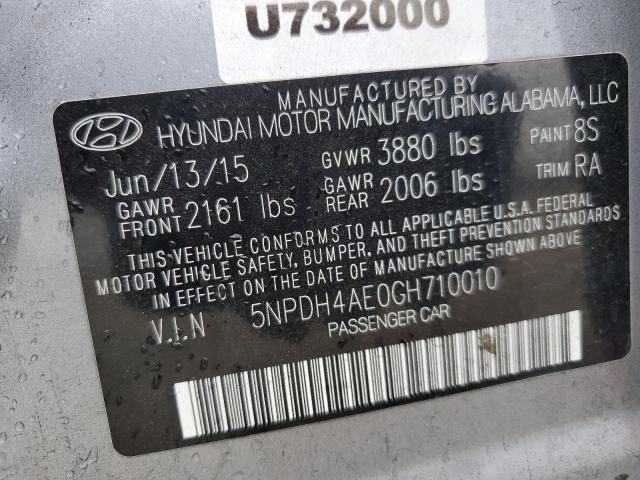 U732000
MANUFACTURED BY
HYUNDAI MOTOR MANUFACTURING ALABAMA, LLC
Jun/13/15 GVWR 3880 lbs PAINT 8S
GAWR FRONT 2161 lbs GAWR REAR 2006 lbs TRIM RA
THIS VEHICLE CONFORMS TO ALL APPLICABLE U.S.A. FEDERAL
MOTOR VEHICLE SAFETY, BUMPER, AND THEFT PREVENTION STANDARDS
IN EFFECT ON THE DATE OF MANUFACTURE SHOWN ABOVE
V.I.N 5NPDH4AE0GH710010
PASSENGER CAR